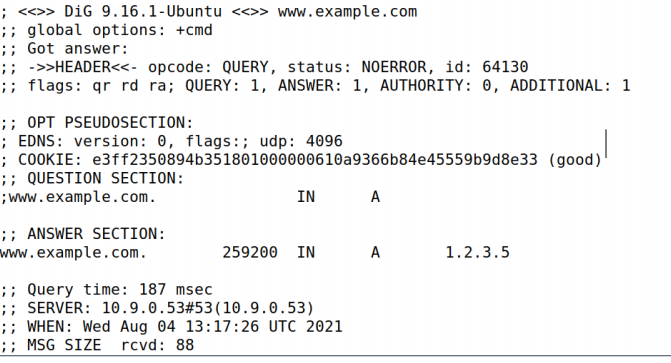 ; <<>> DiG 9.16.1-Ubuntu <<>> www.example.com
;; global options: +cmd
;; Got answer:
;; ->>HEADER<<- opcode: QUERY, status: NOERROR, id: 64130
;; flags: qr rd ra; QUERY: 1, ANSWER: 1, AUTHORITY: 0, ADDITIONAL: 1
;; OPT PSEUDOSECTION:
; EDNS: version: 0, flags:; udp: 4096
; COOKIE: e3ff2350894b351801000000610a9366b84e45559b9d8e33 (good)
;; QUESTION SECTION:
;www.example.com. IN A
;; ANSWER SECTION:
www.example.com. 259200 IN A 1.2.3.5
;; Query time: 187 msec
;; SERVER: 10.9.0.53#53(10.9.0.53)
;; WHEN: Wed Aug 04 13:17:26 UTC 2021
;; MSG SIZE rcvd: 88